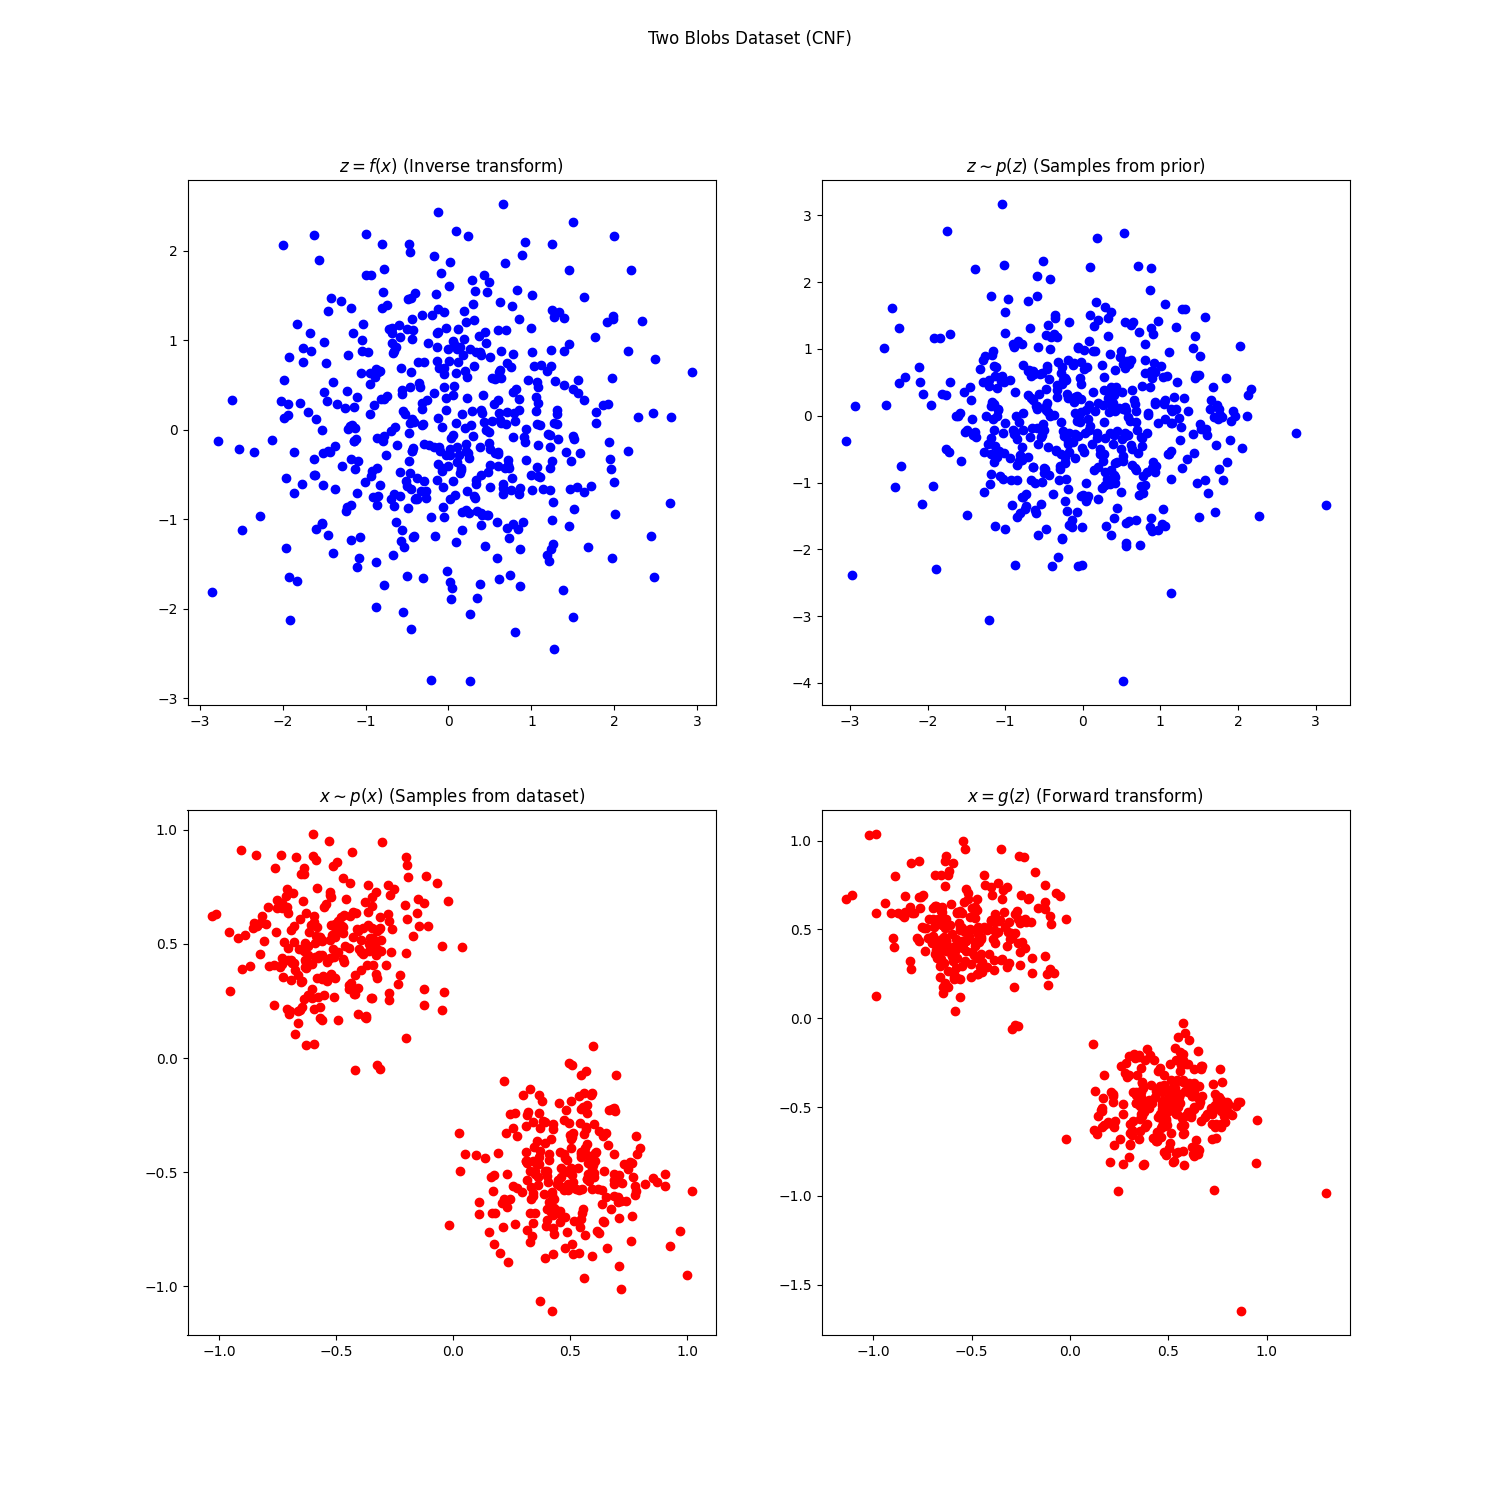 Two Blobs Dataset (CNF)
z = f(x) (Inverse transform)
z ∼ p(z) (Samples from prior)
2
1
0
−1
−2
−3
−3 −2 −1 0 1 2 3
3
2
1
0
−1
−2
−3
−4
−3 −2 −1 0 1 2 3
x ∼ p(x) (Samples from dataset)
x = g(z) (Forward transform)
1.0
0.5
0.0
−0.5
−1.0
−1.0 −0.5 0.0 0.5 1.0
1.0
0.5
0.0
−0.5
−1.0
−1.5
−1.0 −0.5 0.0 0.5 1.0